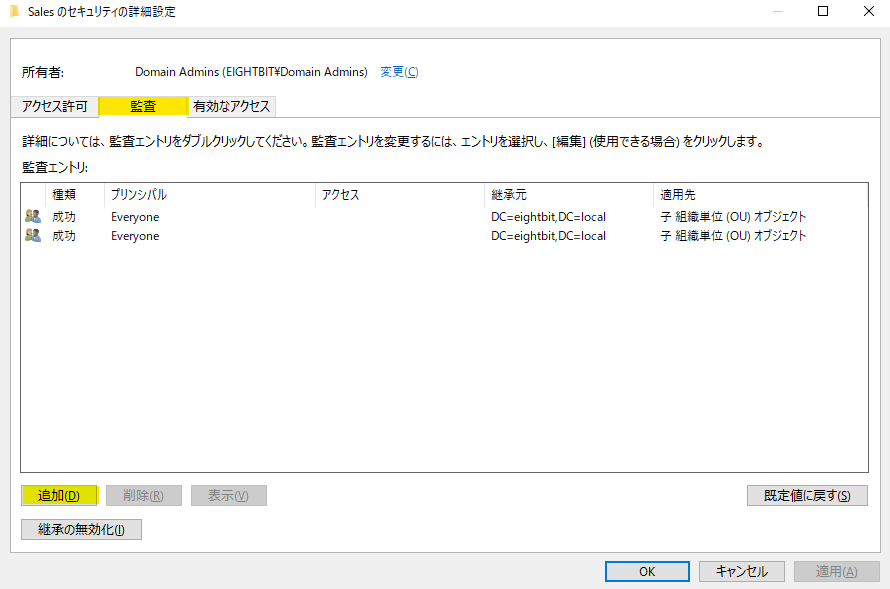 Sales のセキュリティの詳細設定
所有者: Domain Admins (EIGHTBIT¥Domain Admins) 変更(C)
アクセス許可 監査 有効なアクセス
詳細については、監査エントリをダブルクリックしてください。監査エントリを変更するには、エントリを選択し、[編集] (使用できる場合) をクリックします。
監査エントリ:
種類 プリンシパル アクセス 継承元 適用先
成功 Everyone DC=eightbit,DC=local 子 組織単位 (OU) オブジェクト
成功 Everyone DC=eightbit,DC=local 子 組織単位 (OU) オブジェクト
追加(D) 削除(R) 表示(V) 既定値に戻す(S)
継承の無効化(I)
OK キャンセル 適用(A)